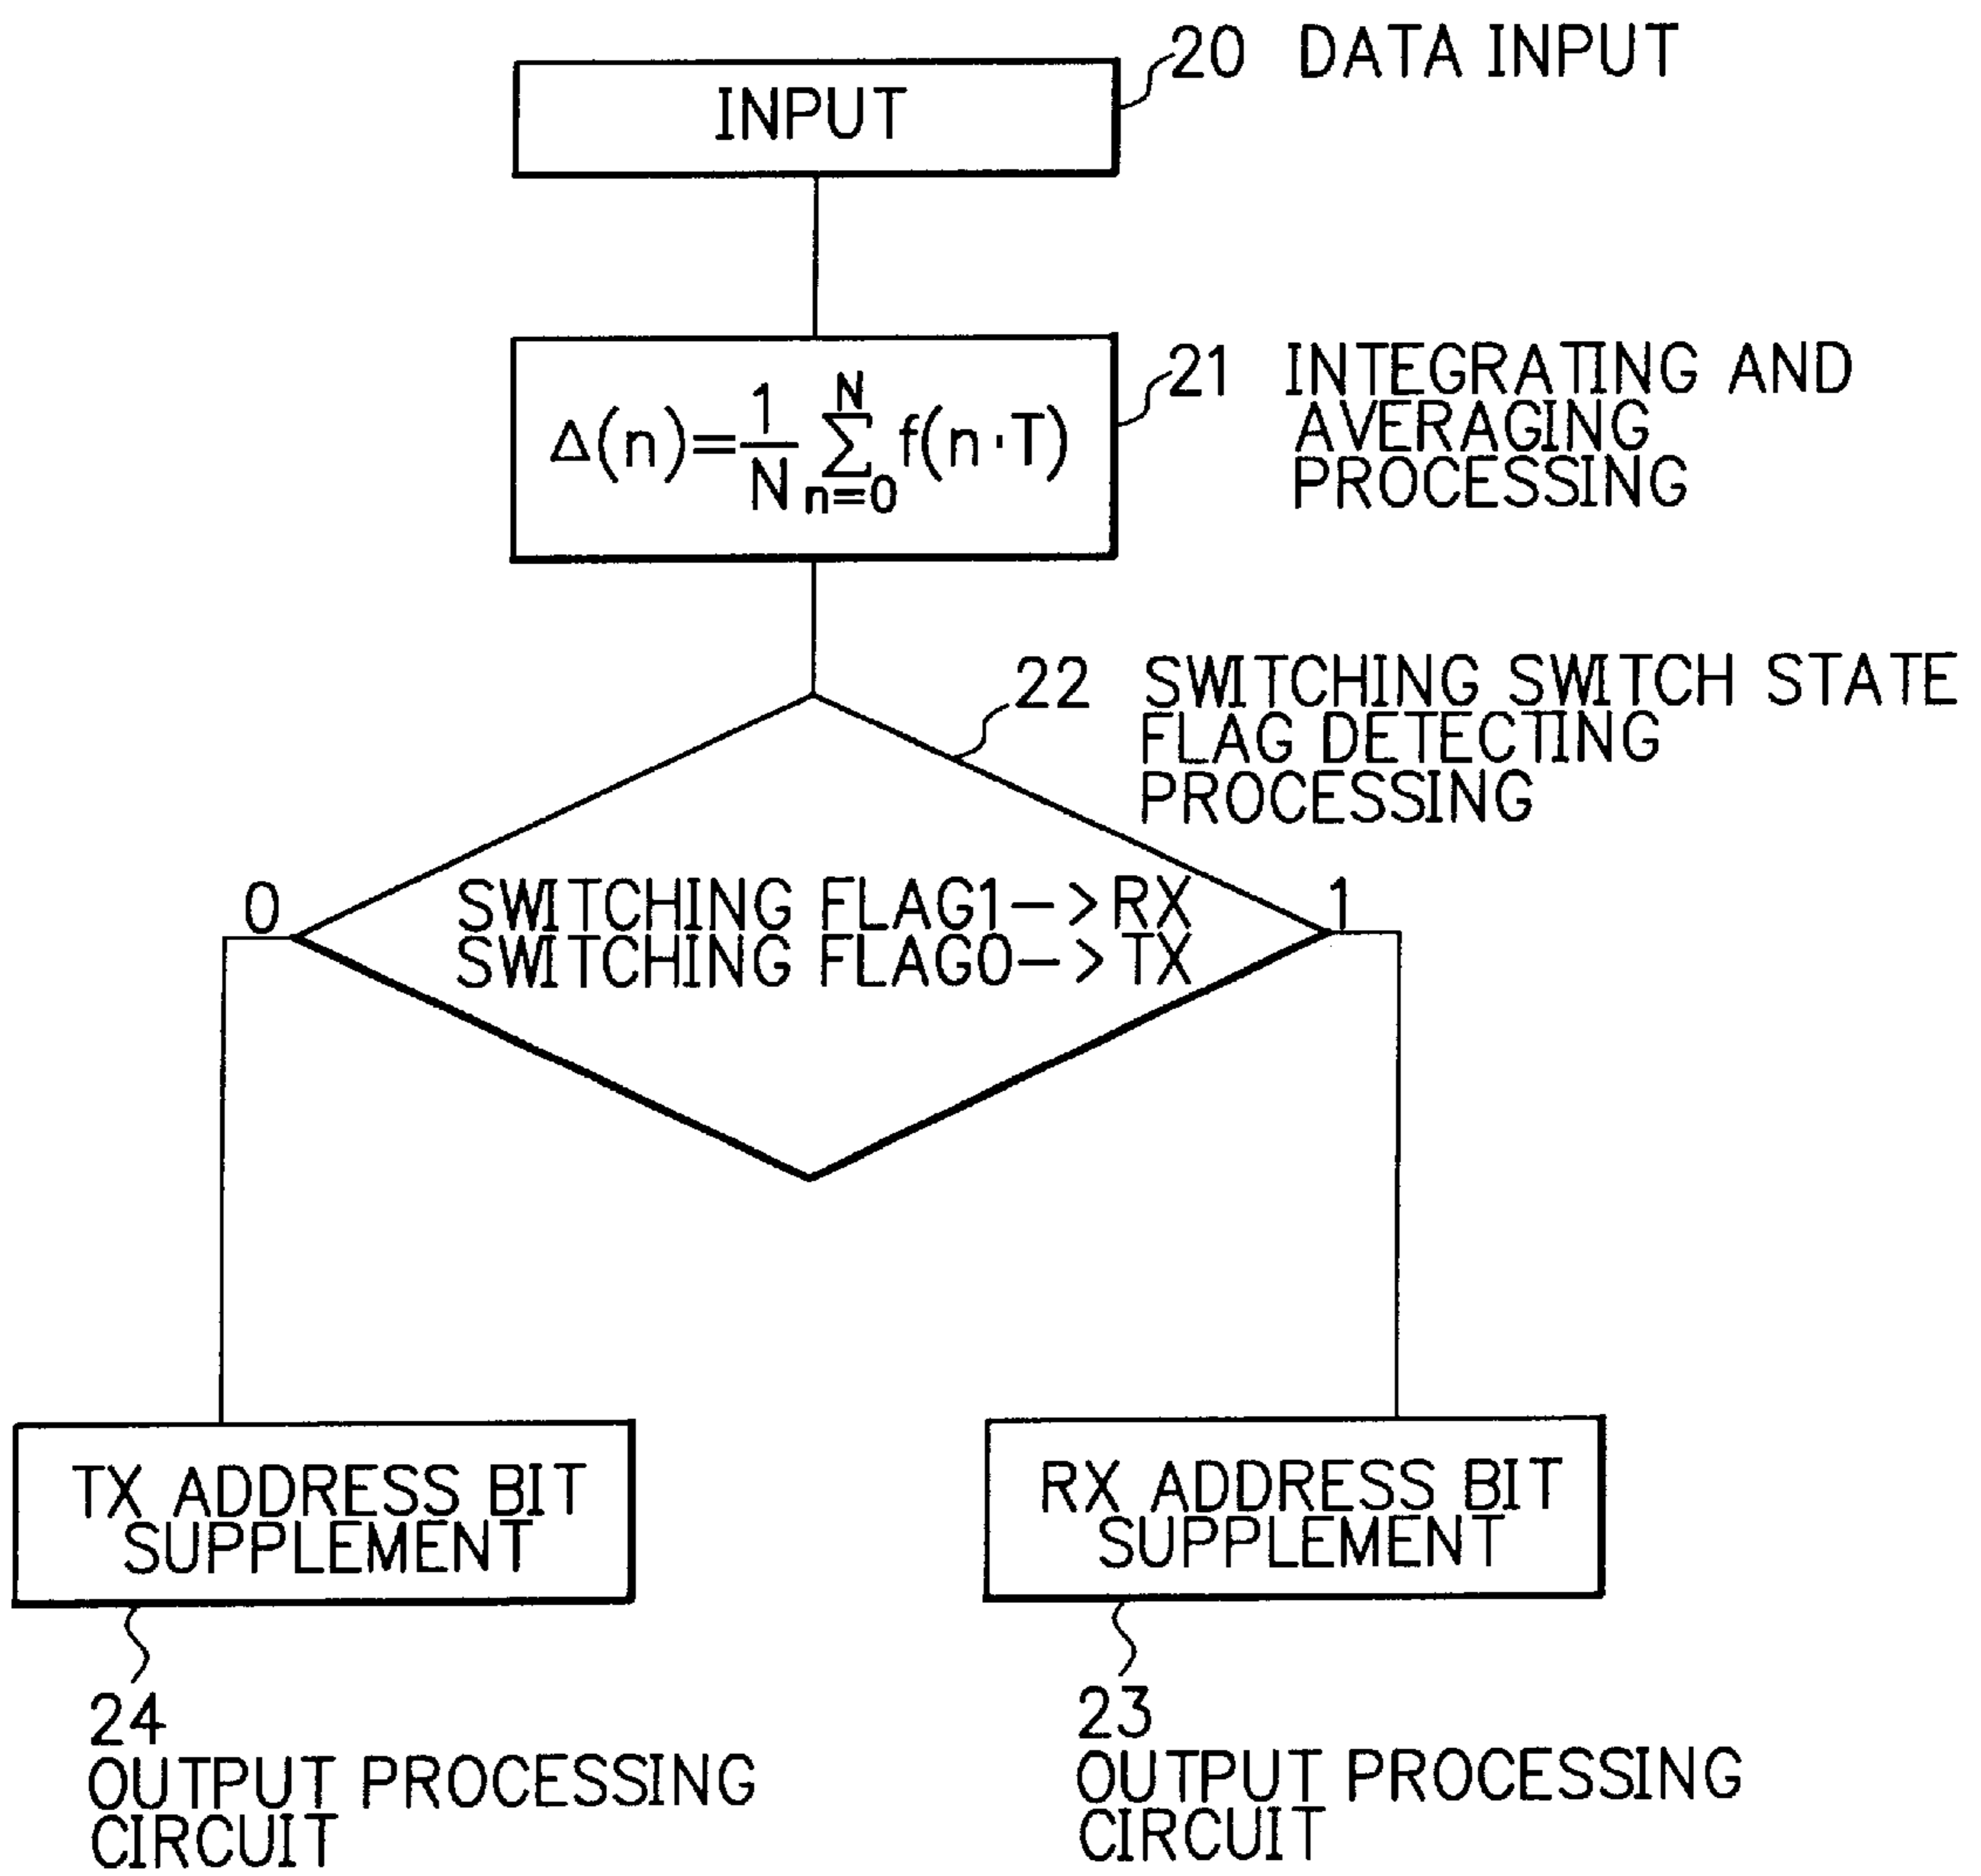 20 DATA INPUT
INPUT
21 INTEGRATING AND
AVERAGING
PROCESSING
Δ(n)=1/N N∑n=0 f(n·T)
22 SWITCHING SWITCH STATE
FLAG DETECTING
PROCESSING
0
1
SWITCHING FLAG1->RX
SWITCHING FLAG0->TX
TX ADDRESS BIT
SUPPLEMENT
RX ADDRESS BIT
SUPPLEMENT
24
OUTPUT PROCESSING
CIRCUIT
23
OUTPUT PROCESSING
CIRCUIT